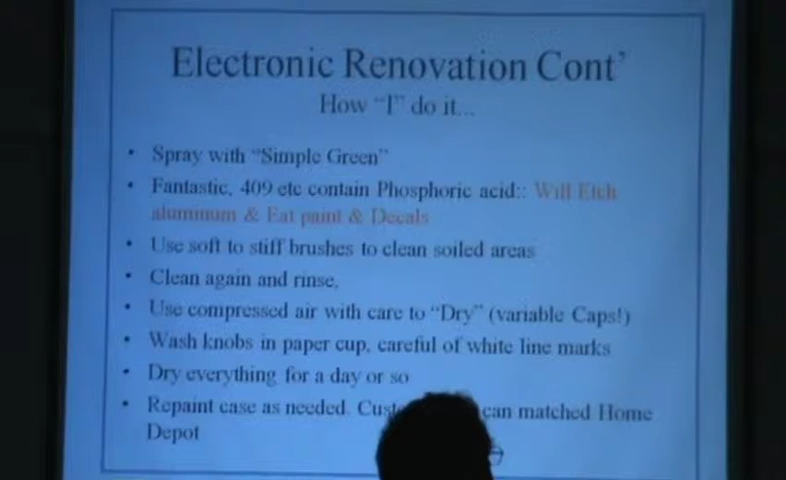 Electronic Renovation Cont'
How "I" do it...
• Spray with "Simple Green"
• Fantastic, 409 etc contain Phosphoric acid:: Will Etch
aluminum & Eat paint & Decals
• Use soft to stiff brushes to clean soiled areas
• Clean again and rinse,
• Use compressed air with care to "Dry" (variable Caps!)
• Wash knobs in paper cup, careful of white line marks
• Dry everything for a day or so
• Repaint case as needed. can matched Home
Depot